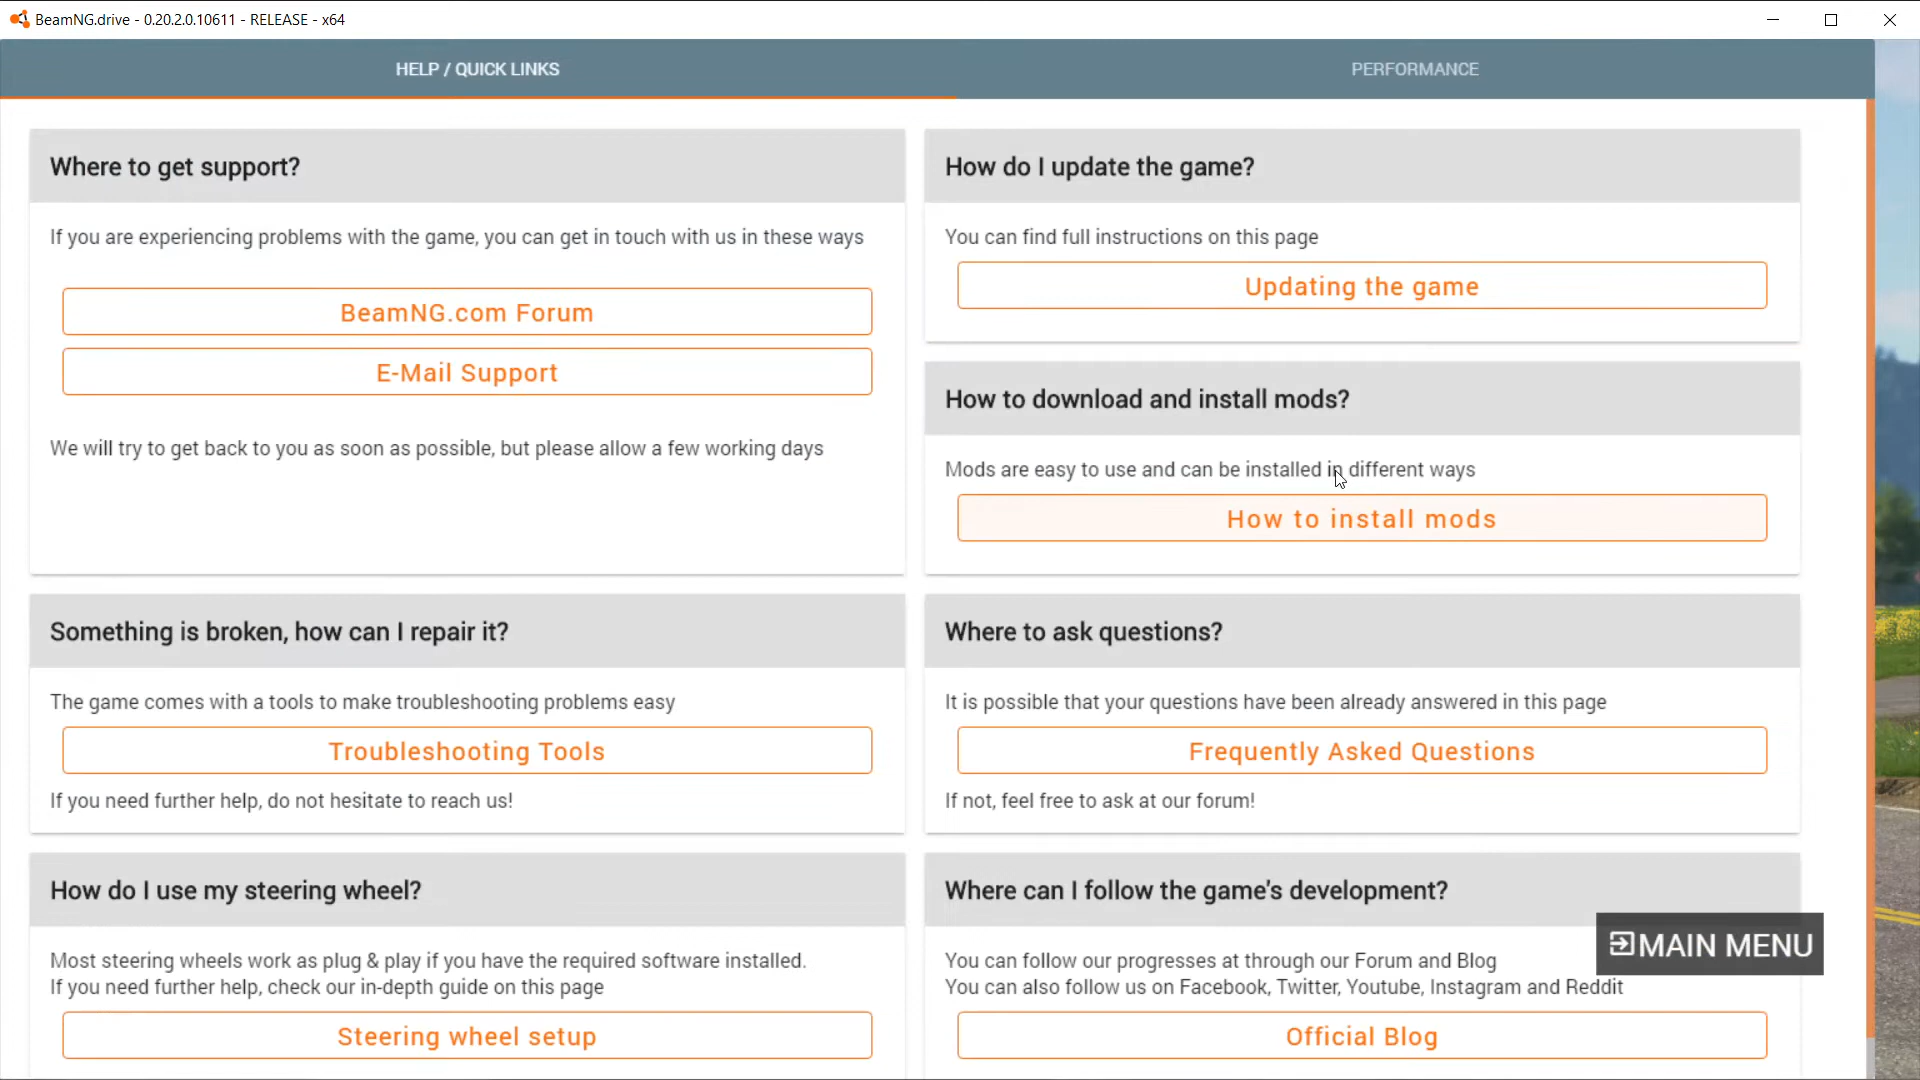 BeamNG.drive - 0.20.2.0.10611 - RELEASE - x64
HELP / QUICK LINKS
PERFORMANCE
Where to get support?
If you are experiencing problems with the game, you can get in touch with us in these ways
BeamNG.com Forum
E-Mail Support
We will try to get back to you as soon as possible, but please allow a few working days
How do I update the game?
You can find full instructions on this page
Updating the game
How to download and install mods?
Mods are easy to use and can be installed in different ways
How to install mods
Something is broken, how can I repair it?
The game comes with a tools to make troubleshooting problems easy
Troubleshooting Tools
If you need further help, do not hesitate to reach us!
Where to ask questions?
It is possible that your questions have been already answered in this page
Frequently Asked Questions
If not, feel free to ask at our forum!
How do I use my steering wheel?
Most steering wheels work as plug & play if you have the required software installed.
If you need further help, check our in-depth guide on this page
Steering wheel setup
Where can I follow the game's development?
You can follow our progresses at through our Forum and Blog
You can also follow us on Facebook, Twitter, Youtube, Instagram and Reddit
Official Blog
MAIN MENU